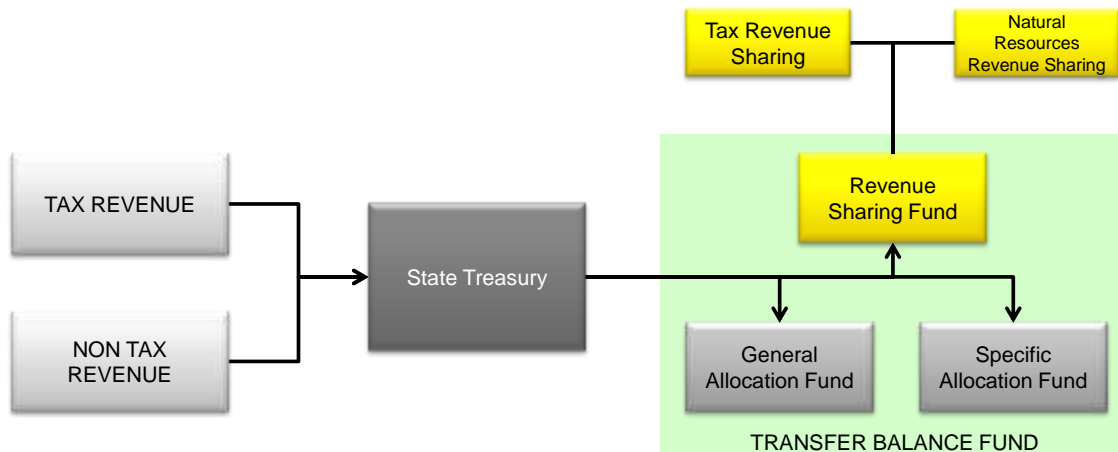 Tax Revenue
Sharing
Natural
Resources
Revenue Sharing
TAX REVENUE
Revenue
Sharing Fund
State Treasury
NON TAX
REVENUE
General
Allocation Fund
Specific
Allocation Fund
TRANSFER BALANCE FUND